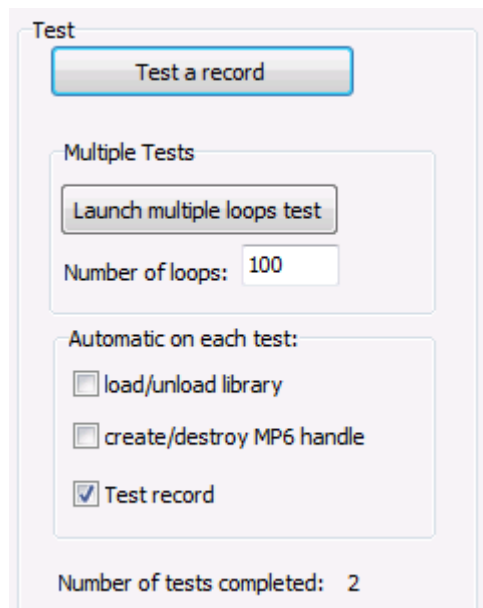 Test
Test a record
Multiple Tests
Launch multiple loops test
Number of loops: 100
Automatic on each test:
load/unload library
create/destroy MP6 handle
Test record
Number of tests completed: 2